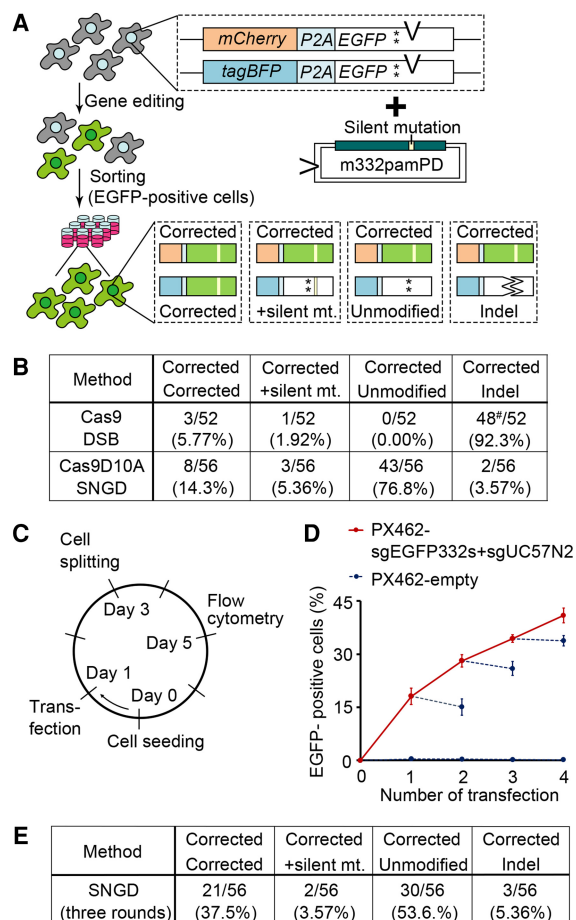 A
mCherry P2A EGFP * *
tagBFP P2A EGFP * *
Gene editing
+
Silent mutation
m332pamPD
Sorting
(EGFP-positive cells)
Corrected Corrected Corrected Corrected
* * *
Corrected +silent mt. Unmodified Indel
B
Method Corrected Corrected Corrected +silent mt. Corrected Unmodified Corrected Indel
Cas9 DSB 3/52 (5.77%) 1/52 (1.92%) 0/52 (0.00%) 48#/52 (92.3%)
Cas9D10A SNGD 8/56 (14.3%) 3/56 (5.36%) 43/56 (76.8%) 2/56 (3.57%)
C
Cell
splitting
Day 3
Flow
cytometry
Day 5
Day 1
Day 0
Trans-
fection
Cell seeding
D
PX462-
sgEGFP332s+sgUC57N2
PX462-empty
EGFP- positive cells (%)
45
30
15
0
0 1 2 3 4
Number of transfection
E
Method Corrected Corrected Corrected +silent mt. Corrected Unmodified Corrected Indel
SNGD (three rounds) 21/56 (37.5%) 2/56 (3.57%) 30/56 (53.6.%) 3/56 (5.36%)